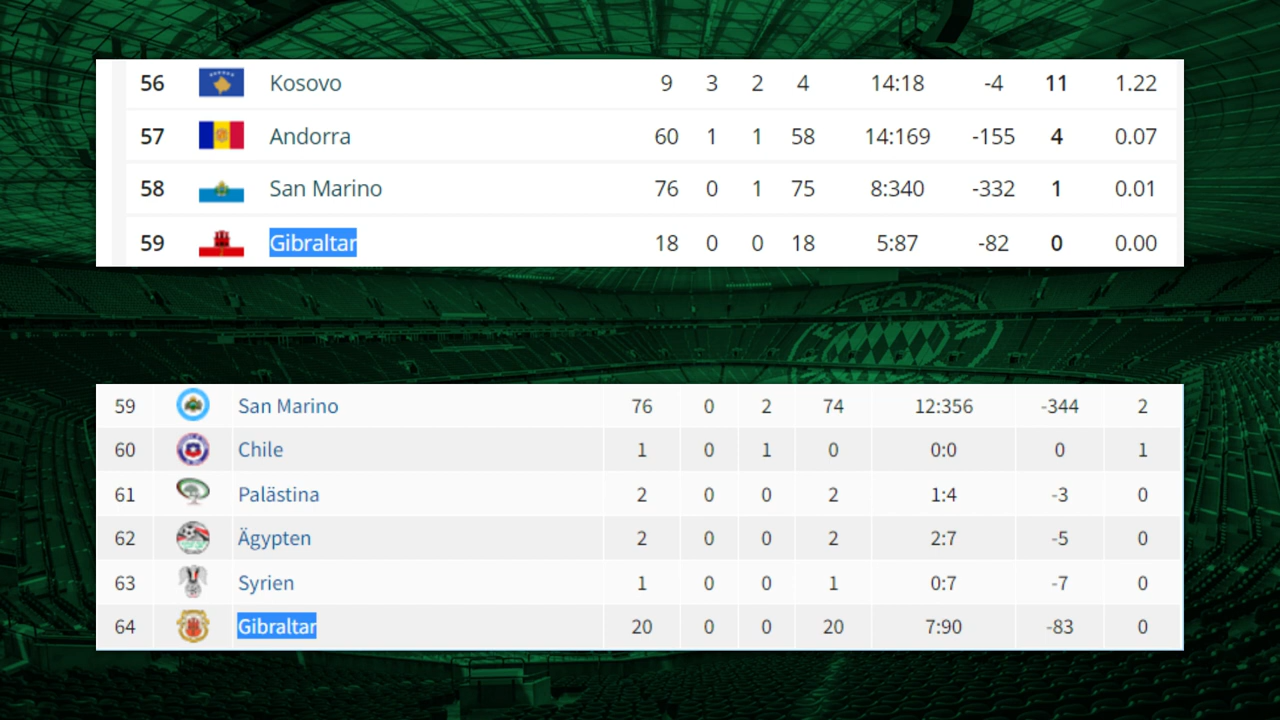 56 Kosovo 9 3 2 4 14:18 -4 11 1.22
57 Andorra 60 1 1 58 14:169 -155 4 0.07
58 San Marino 76 0 1 75 8:340 -332 1 0.01
59 Gibraltar 18 0 0 18 5:87 -82 0 0.00
BAYERN
59 San Marino 76 0 2 74 12:356 -344 2
60 Chile 1 0 1 0 0:0 0 1
61 Palästina 2 0 0 2 1:4 -3 0
62 Ägypten 2 0 0 2 2:7 -5 0
63 Syrien 1 0 0 1 0:7 -7 0
64 Gibraltar 20 0 0 20 7:90 -83 0